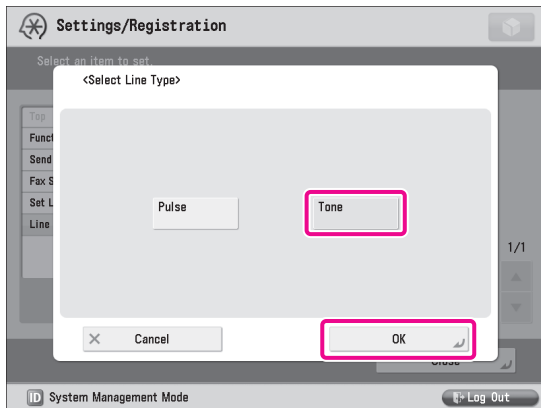 Settings/Registration
Select an item to set.
<Select Line Type>
Top
Funct
Send
Fax S
Set L
Line
Pulse
Tone
1/1
Cancel
OK
Close
ID System Management Mode
Log Out